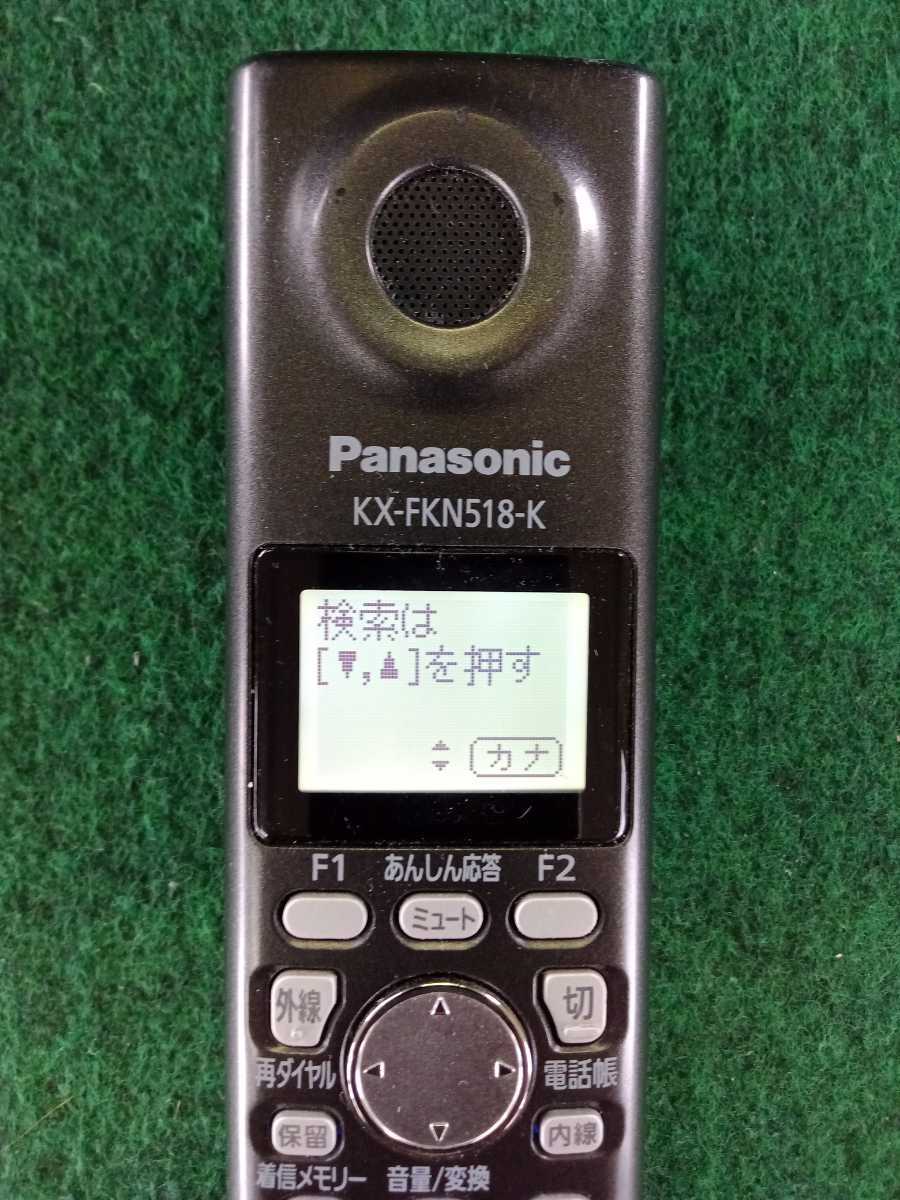 Panasonic
KX-FKN518-K
検索は
[▼,▲]を押す
カナ
F1 あんしん応答 F2
ミュート
外線 切
再ダイヤル 電話帳
保留 内線
着信メモリー 音量/変換